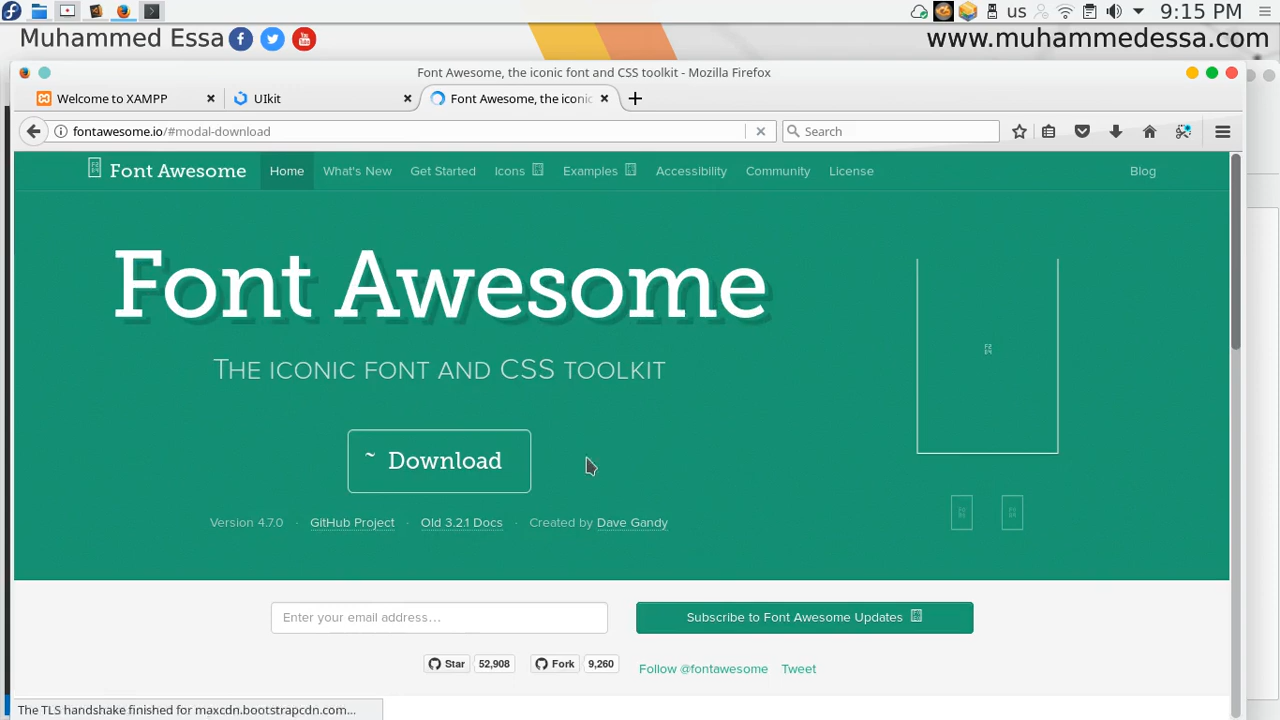 us
9:15 PM
Muhammed Essa
www.muhammedessa.com
Font Awesome, the iconic font and CSS toolkit - Mozilla Firefox
Welcome to XAMPP
UIkit
Font Awesome, the iconic
fontawesome.io/#modal-download
Search
Font Awesome
Home
What's New
Get Started
Icons
Examples
Accessibility
Community
License
Blog
Font Awesome
The iconic font and CSS toolkit
~ Download
Version 4.7.0 · GitHub Project · Old 3.2.1 Docs · Created by Dave Gandy
Enter your email address…
Subscribe to Font Awesome Updates
Star 52,908
Fork 9,260
Follow @fontawesome
Tweet
The TLS handshake finished for maxcdn.bootstrapcdn.com...